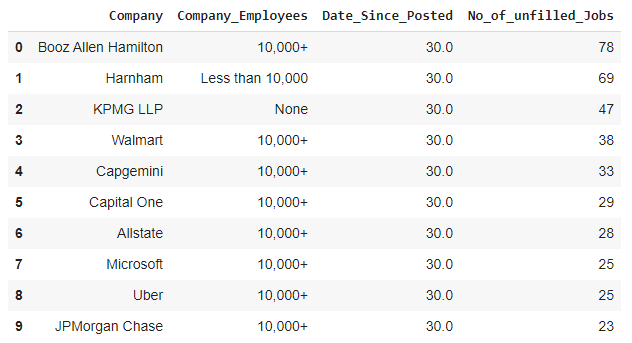 Company Company_Employees Date_Since_Posted No_of_unfilled_Jobs
0 Booz Allen Hamilton 10,000+ 30.0 78
1 Harnham Less than 10,000 30.0 69
2 KPMG LLP None 30.0 47
3 Walmart 10,000+ 30.0 38
4 Capgemini 10,000+ 30.0 33
5 Capital One 10,000+ 30.0 29
6 Allstate 10,000+ 30.0 28
7 Microsoft 10,000+ 30.0 25
8 Uber 10,000+ 30.0 25
9 JPMorgan Chase 10,000+ 30.0 23